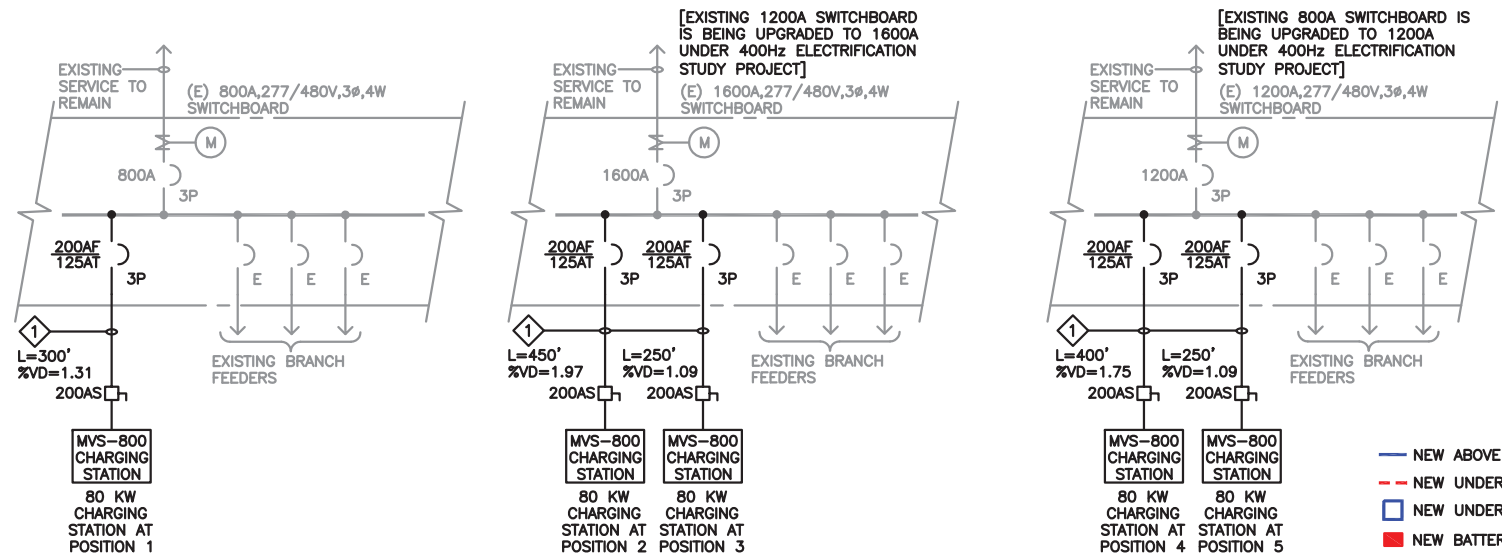 EXISTING
SERVICE TO
REMAIN
(E) 800A,277/480V,3ø,4W
SWITCHBOARD
M
800A
3P
200AF
125AT
3P
E
E
E
1
L=300'
%VD=1.31
EXISTING BRANCH
FEEDERS
200AS
MVS-800
CHARGING
STATION
80 KW
CHARGING
STATION AT
POSITION 1
[EXISTING 1200A SWITCHBOARD
IS BEING UPGRADED TO 1600A
UNDER 400Hz ELECTRIFICATION
STUDY PROJECT]
EXISTING
SERVICE TO
REMAIN
(E) 1600A,277/480V,3ø,4W
SWITCHBOARD
M
1600A
3P
200AF
125AT
3P
200AF
125AT
3P
E
E
E
1
L=450'
%VD=1.97
L=250'
%VD=1.09
EXISTING BRANCH
FEEDERS
200AS
200AS
MVS-800
CHARGING
STATION
MVS-800
CHARGING
STATION
80 KW
CHARGING
STATION AT
POSITION 2
80 KW
CHARGING
STATION AT
POSITION 3
[EXISTING 800A SWITCHBOARD IS
BEING UPGRADED TO 1200A
UNDER 400Hz ELECTRIFICATION
STUDY PROJECT]
EXISTING
SERVICE TO
REMAIN
(E) 1200A,277/480V,3ø,4W
SWITCHBOARD
M
1200A
3P
200AF
125AT
3P
200AF
125AT
3P
E
E
E
1
L=400'
%VD=1.75
L=250'
%VD=1.09
EXISTING BRANCH
FEEDERS
200AS
200AS
MVS-800
CHARGING
STATION
MVS-800
CHARGING
STATION
80 KW
CHARGING
STATION AT
POSITION 4
80 KW
CHARGING
STATION AT
POSITION 5
NEW ABOVE
NEW UNDER
NEW UNDER
NEW BATTER